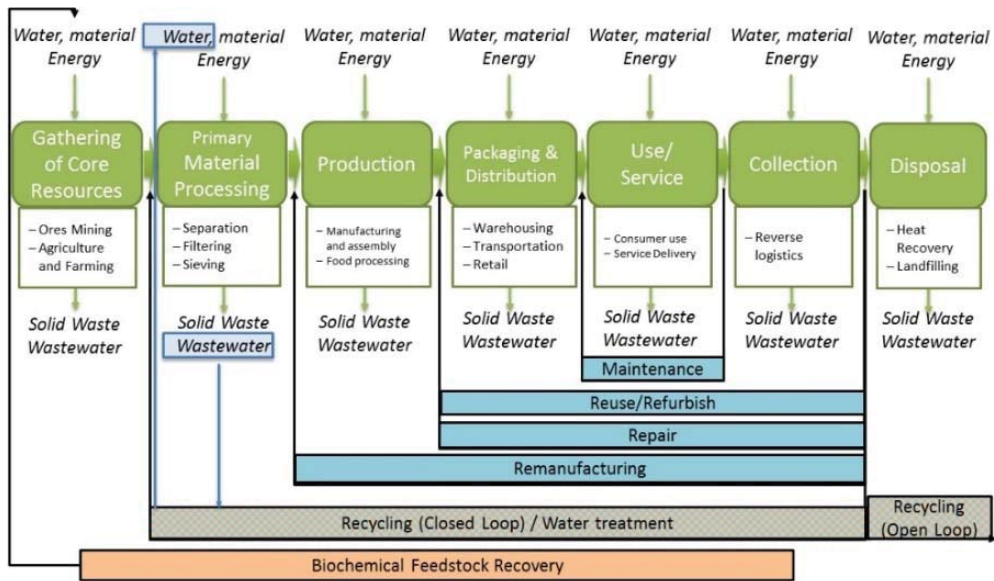 Water, material
Energy
Water, material
Energy
Water, material
Energy
Water, material
Energy
Water, material
Energy
Water, material
Energy
Water, material
Energy
Gathering
of Core
Resources
Primary
Material
Processing
Production
Packaging &
Distribution
Use/
Service
Collection
Disposal
– Ores Mining
– Agriculture
and Farming
– Separation
– Filtering
– Sieving
– Manufacturing
and assembly
– Food processing
– Warehousing
– Transportation
– Retail
– Consumer use
– Service Delivery
– Reverse
logistics
– Heat
Recovery
– Landfilling
Solid Waste
Wastewater
Solid Waste
Wastewater
Solid Waste
Wastewater
Solid Waste
Wastewater
Solid Waste
Wastewater
Solid Waste
Wastewater
Solid Waste
Wastewater
Maintenance
Reuse/Refurbish
Repair
Remanufacturing
Recycling (Closed Loop) / Water treatment
Recycling
(Open Loop)
Biochemical Feedstock Recovery